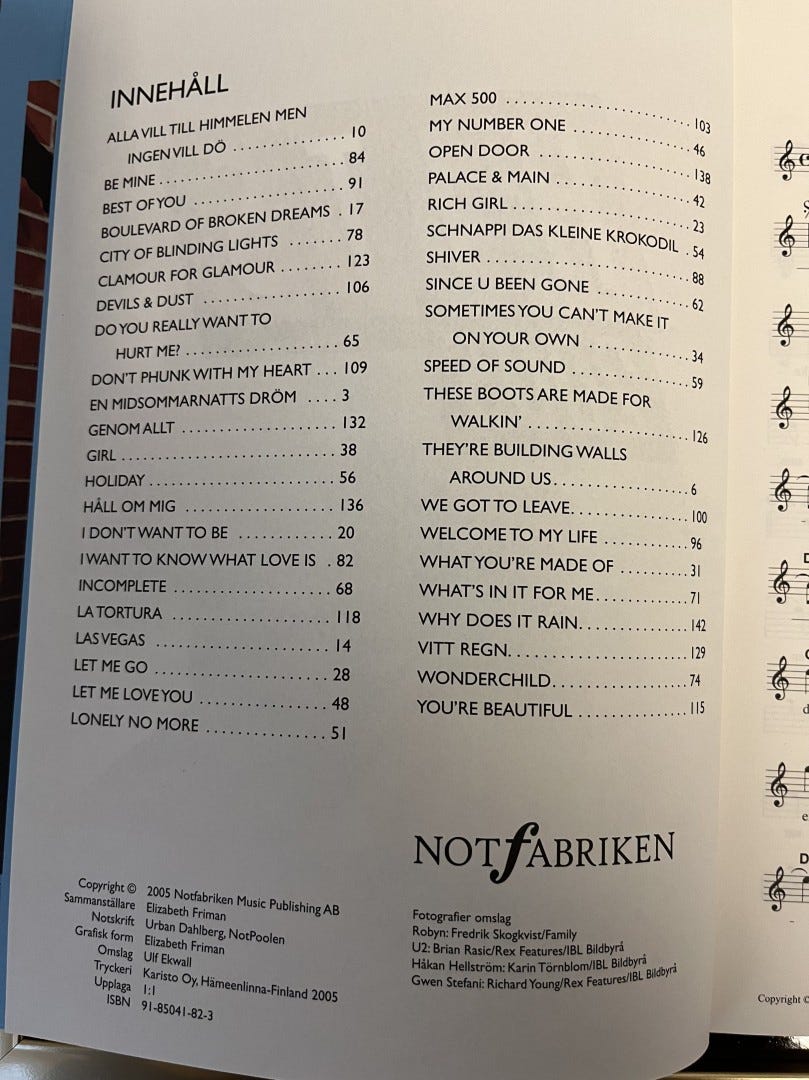 INNEHÅLL
ALLA VILL TILL HIMMELEN MEN
INGEN VILL DÖ . . . . . . . . . . . . . . . . 10
BE MINE . . . . . . . . . . . . . . . . . . . . . . . 84
BEST OF YOU . . . . . . . . . . . . . . . . . . . 91
BOULEVARD OF BROKEN DREAMS . 17
CITY OF BLINDING LIGHTS . . . . . . . 78
CLAMOUR FOR GLAMOUR . . . . . . . . 123
DEVILS & DUST . . . . . . . . . . . . . . . . . 106
DO YOU REALLY WANT TO
HURT ME? . . . . . . . . . . . . . . . . . . . 65
DON'T PHUNK WITH MY HEART . . . 109
EN MIDSOMMARNATTS DRÖM . . . . 3
GENOM ALLT . . . . . . . . . . . . . . . . . . . 132
GIRL . . . . . . . . . . . . . . . . . . . . . . . . . . 38
HOLIDAY . . . . . . . . . . . . . . . . . . . . . . 56
HÅLL OM MIG . . . . . . . . . . . . . . . . . . 136
I DON'T WANT TO BE . . . . . . . . . . . . 20
I WANT TO KNOW WHAT LOVE IS . 82
INCOMPLETE . . . . . . . . . . . . . . . . . . . 68
LA TORTURA . . . . . . . . . . . . . . . . . . . 118
LAS VEGAS . . . . . . . . . . . . . . . . . . . . . 14
LET ME GO . . . . . . . . . . . . . . . . . . . . 28
LET ME LOVE YOU . . . . . . . . . . . . . . . 48
LONELY NO MORE . . . . . . . . . . . . . . . 51
MAX 500 . . . . . . . . . . . . . . . . . . . . . . 103
MY NUMBER ONE . . . . . . . . . . . . . . . 46
OPEN DOOR . . . . . . . . . . . . . . . . . . . 138
PALACE & MAIN . . . . . . . . . . . . . . . . . 42
RICH GIRL . . . . . . . . . . . . . . . . . . . . . . 23
SCHNAPPI DAS KLEINE KROKODIL . 54
SHIVER . . . . . . . . . . . . . . . . . . . . . . . . . 88
SINCE U BEEN GONE . . . . . . . . . . . . 62
SOMETIMES YOU CAN'T MAKE IT
ON YOUR OWN . . . . . . . . . . . . . . . 34
SPEED OF SOUND . . . . . . . . . . . . . . . 59
THESE BOOTS ARE MADE FOR
WALKIN' . . . . . . . . . . . . . . . . . . . . . 126
THEY'RE BUILDING WALLS
AROUND US . . . . . . . . . . . . . . . . . . 6
WE GOT TO LEAVE . . . . . . . . . . . . . . . 100
WELCOME TO MY LIFE . . . . . . . . . . . 96
WHAT YOU'RE MADE OF . . . . . . . . . 31
WHAT'S IN IT FOR ME . . . . . . . . . . . . 71
WHY DOES IT RAIN . . . . . . . . . . . . . . 142
VITT REGN . . . . . . . . . . . . . . . . . . . . . . 129
WONDERCHILD . . . . . . . . . . . . . . . . . 74
YOU'RE BEAUTIFUL . . . . . . . . . . . . . . 115
NOTfABRIKEN
Copyright © 2005 Notfabriken Music Publishing AB
Sammanställare Elizabeth Friman
Notskrift Urban Dahlberg, NotPoolen
Grafisk form Elizabeth Friman
Omslag Ulf Ekwall
Tryckeri Karisto Oy, Hämeenlinna-Finland 2005
Upplaga 1:1
ISBN 91-85041-82-3
Fotografier omslag
Robyn: Fredrik Skogkvist/Family
U2: Brian Rasic/Rex Features/IBL Bildbyrå
Håkan Hellström: Karin Törnblom/IBL Bildbyrå
Gwen Stefani: Richard Young/Rex Features/IBL Bildbyrå
Copyright ©